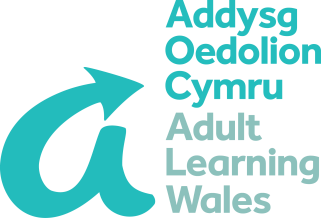 Addysg
Oedolion
Cymru
Adult
Learning
Wales